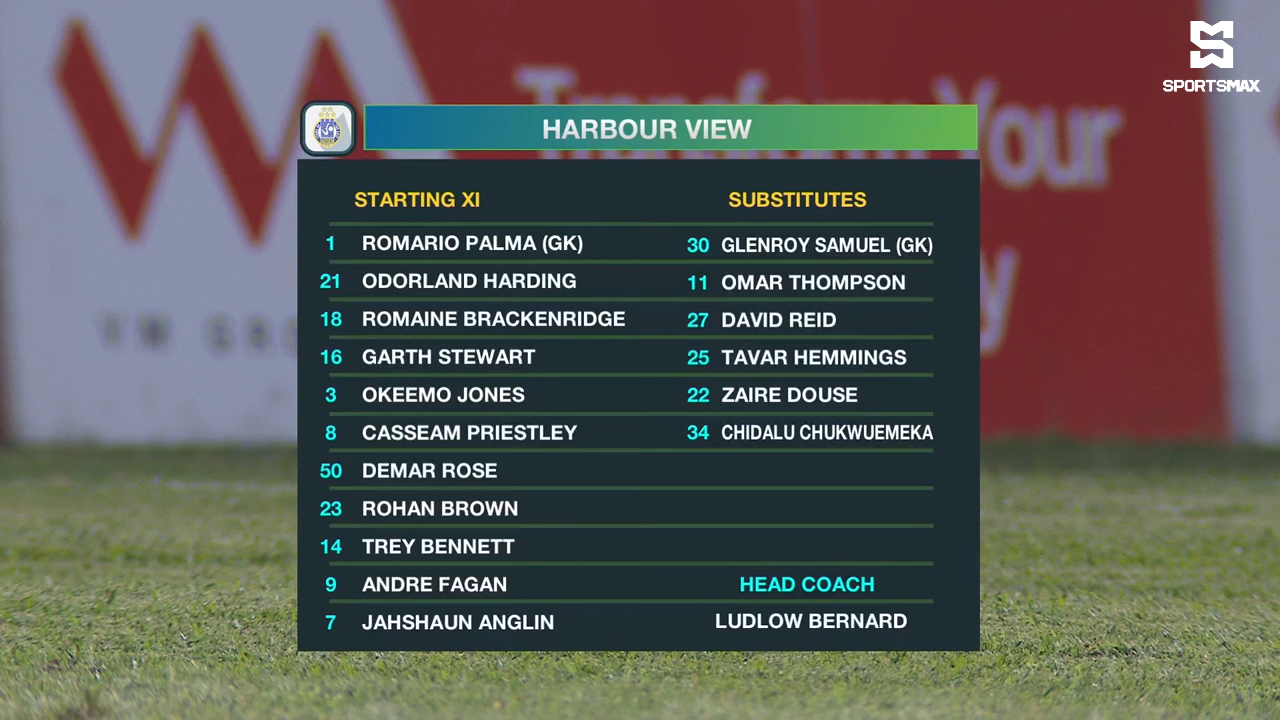 SPORTSMAX
HARBOUR VIEW
STARTING XI
1 ROMARIO PALMA (GK)
21 ODORLAND HARDING
18 ROMAINE BRACKENRIDGE
16 GARTH STEWART
3 OKEEMO JONES
8 CASSEAM PRIESTLEY
50 DEMAR ROSE
23 ROHAN BROWN
14 TREY BENNETT
9 ANDRE FAGAN
7 JAHSHAUN ANGLIN
SUBSTITUTES
30 GLENROY SAMUEL (GK)
11 OMAR THOMPSON
27 DAVID REID
25 TAVAR HEMMINGS
22 ZAIRE DOUSE
34 CHIDALU CHUKWUEMEKA
HEAD COACH
LUDLOW BERNARD
Transform Your